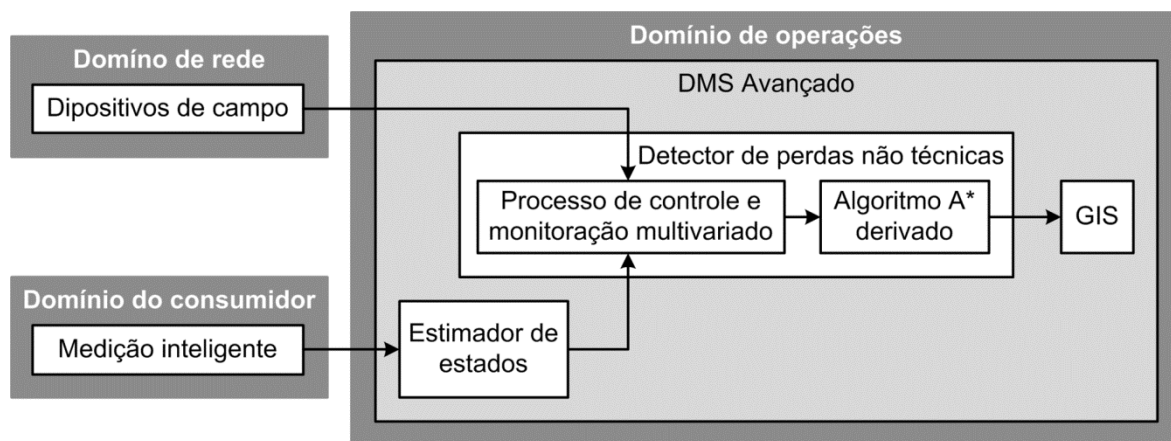 Domíno de rede
Dipositivos de campo
Domínio do consumidor
Medição inteligente
Domínio de operações
DMS Avançado
Detector de perdas não técnicas
Processo de controle e
monitoração multivariado
Algoritmo A*
derivado
GIS
Estimador de
estados